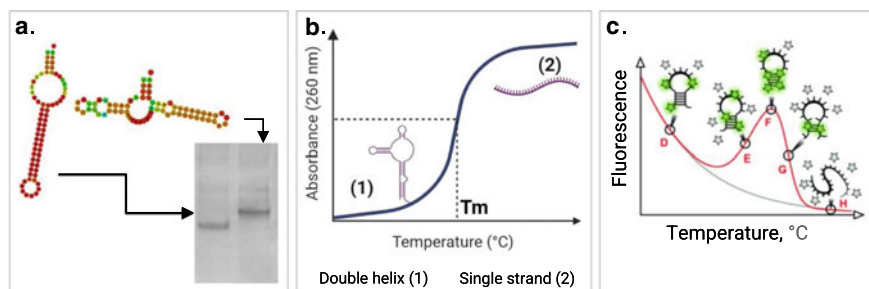 a.
b.
Absorbance (260 nm)
(1)
(2)
Tm
Temperature (°C)
Double helix (1) Single strand (2)
c.
Fluorescence
D
E
F
G
H
Temperature, °C